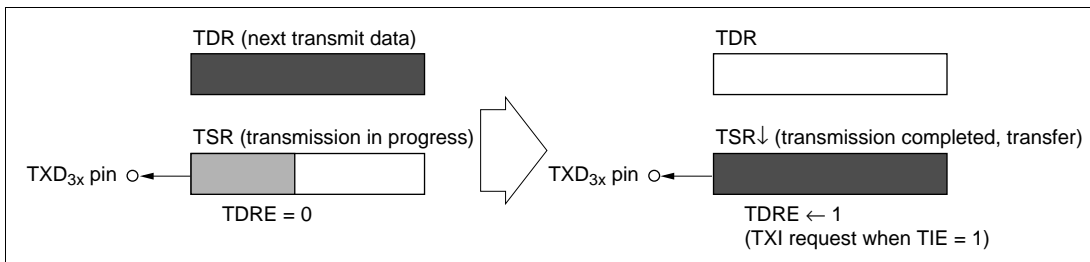 TDR (next transmit data)
TSR (transmission in progress)
TXD3x pin
TDRE = 0
TDR
TSR↓ (transmission completed, transfer)
TXD3x pin
TDRE ← 1
(TXI request when TIE = 1)